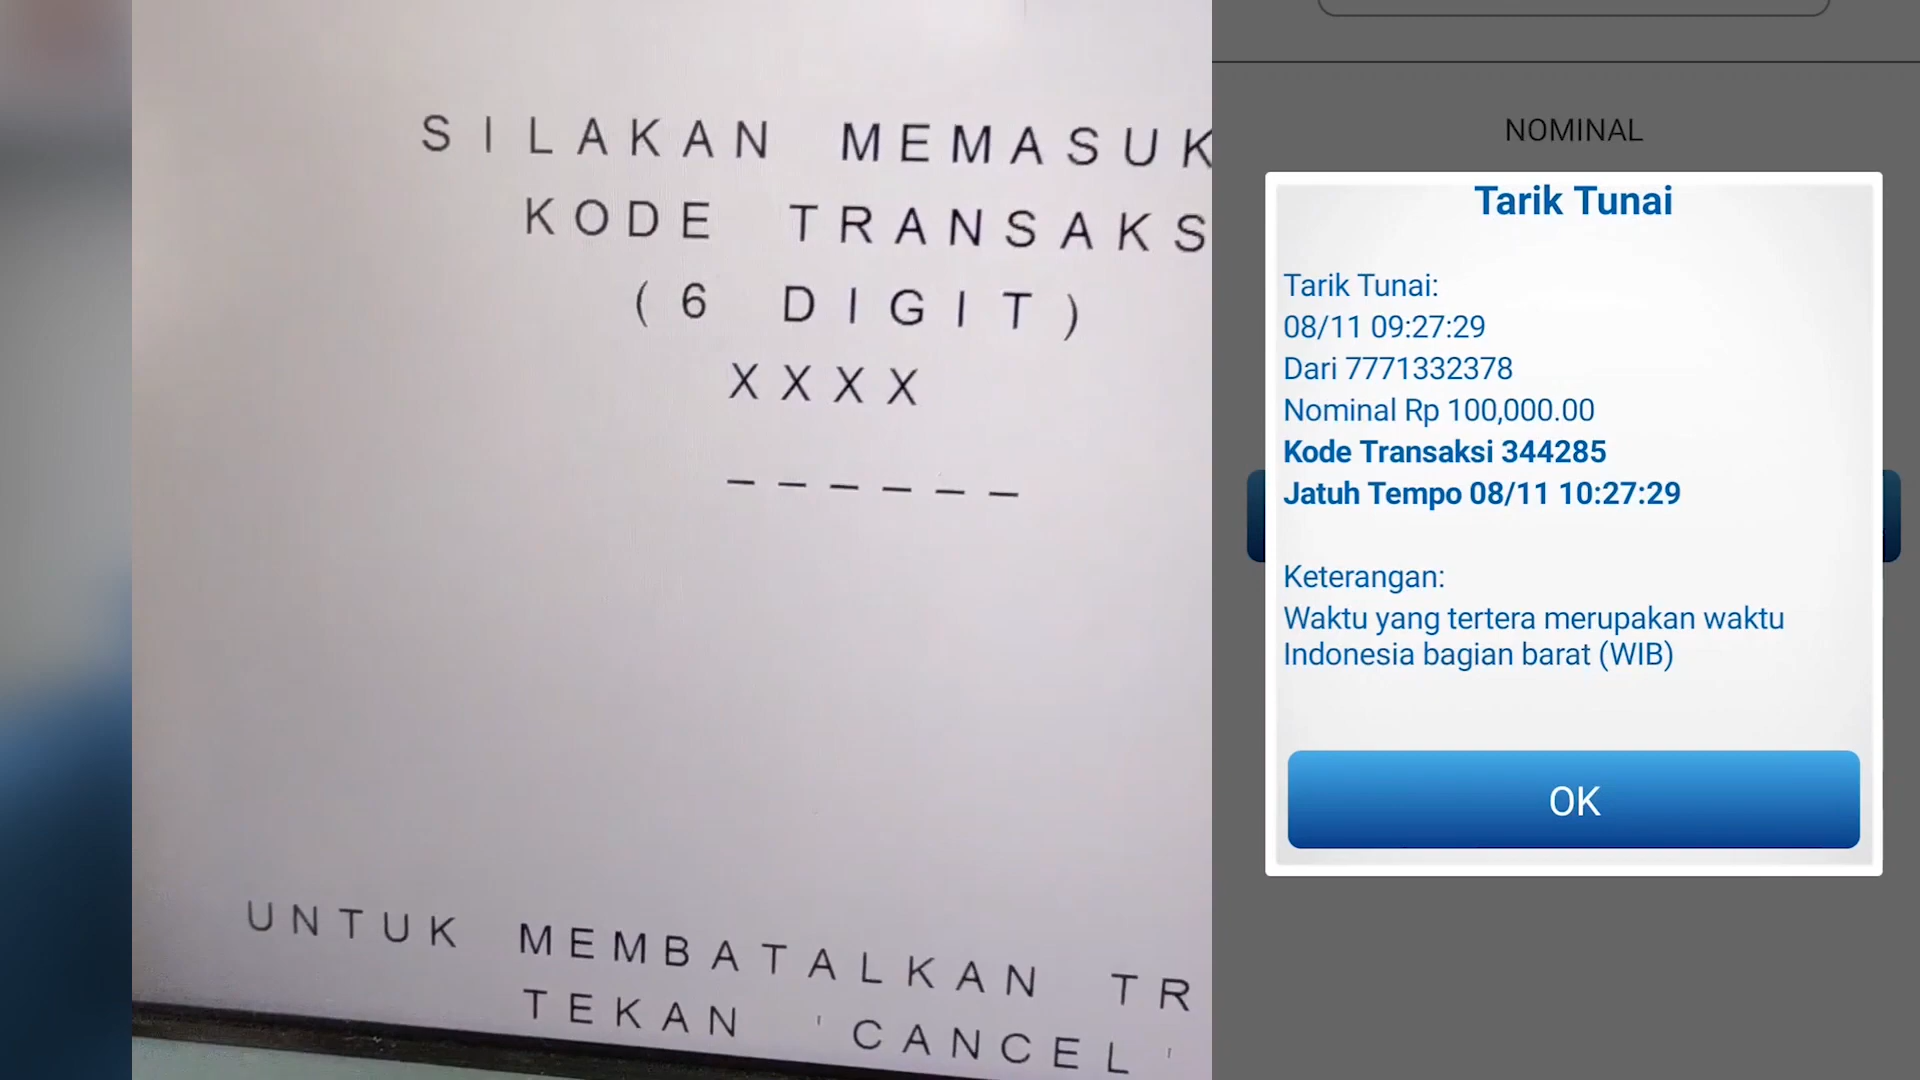 SILAKAN MEMASUK
KODE TRANSAKS
(6 DIGIT)
XXXX
------
UNTUK MEMBATALKAN TR
TEKAN 'CANCEL'
NOMINAL
Tarik Tunai
Tarik Tunai:
08/11 09:27:29
Dari 7771332378
Nominal Rp 100,000.00
Kode Transaksi 344285
Jatuh Tempo 08/11 10:27:29
Keterangan:
Waktu yang tertera merupakan waktu
Indonesia bagian barat (WIB)
OK